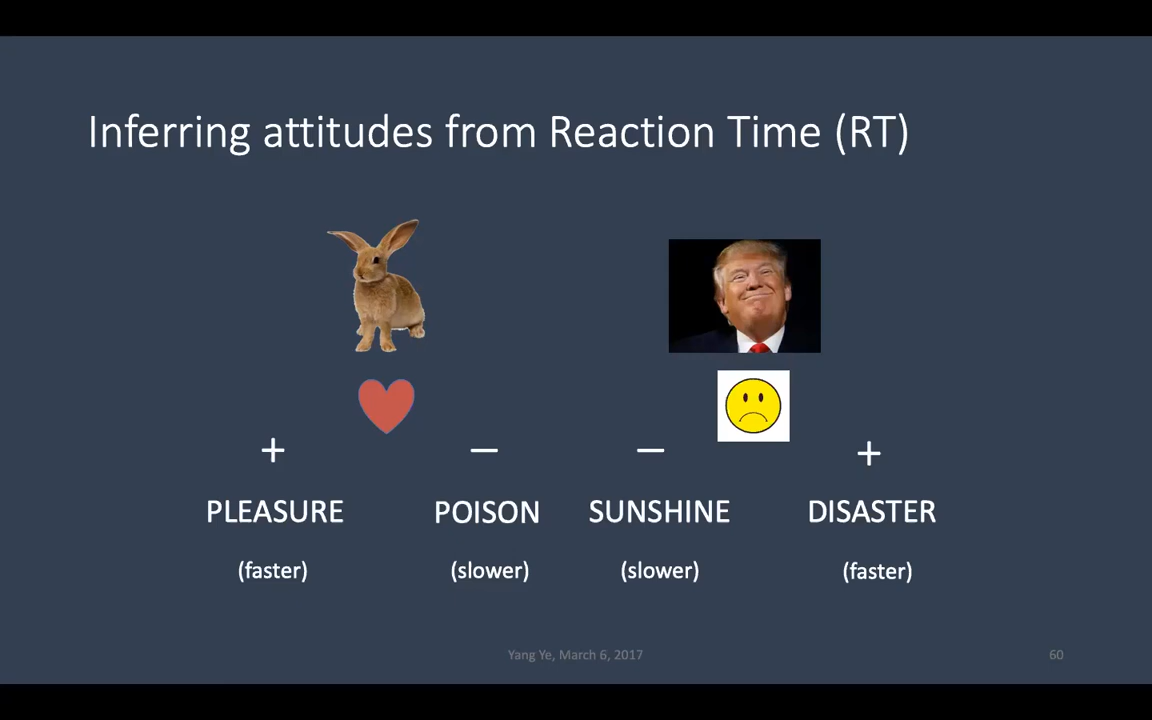 Inferring attitudes from Reaction Time (RT)
+ − − +
PLEASURE POISON SUNSHINE DISASTER
(faster) (slower) (slower) (faster)
Yang Ye, March 6, 2017 60